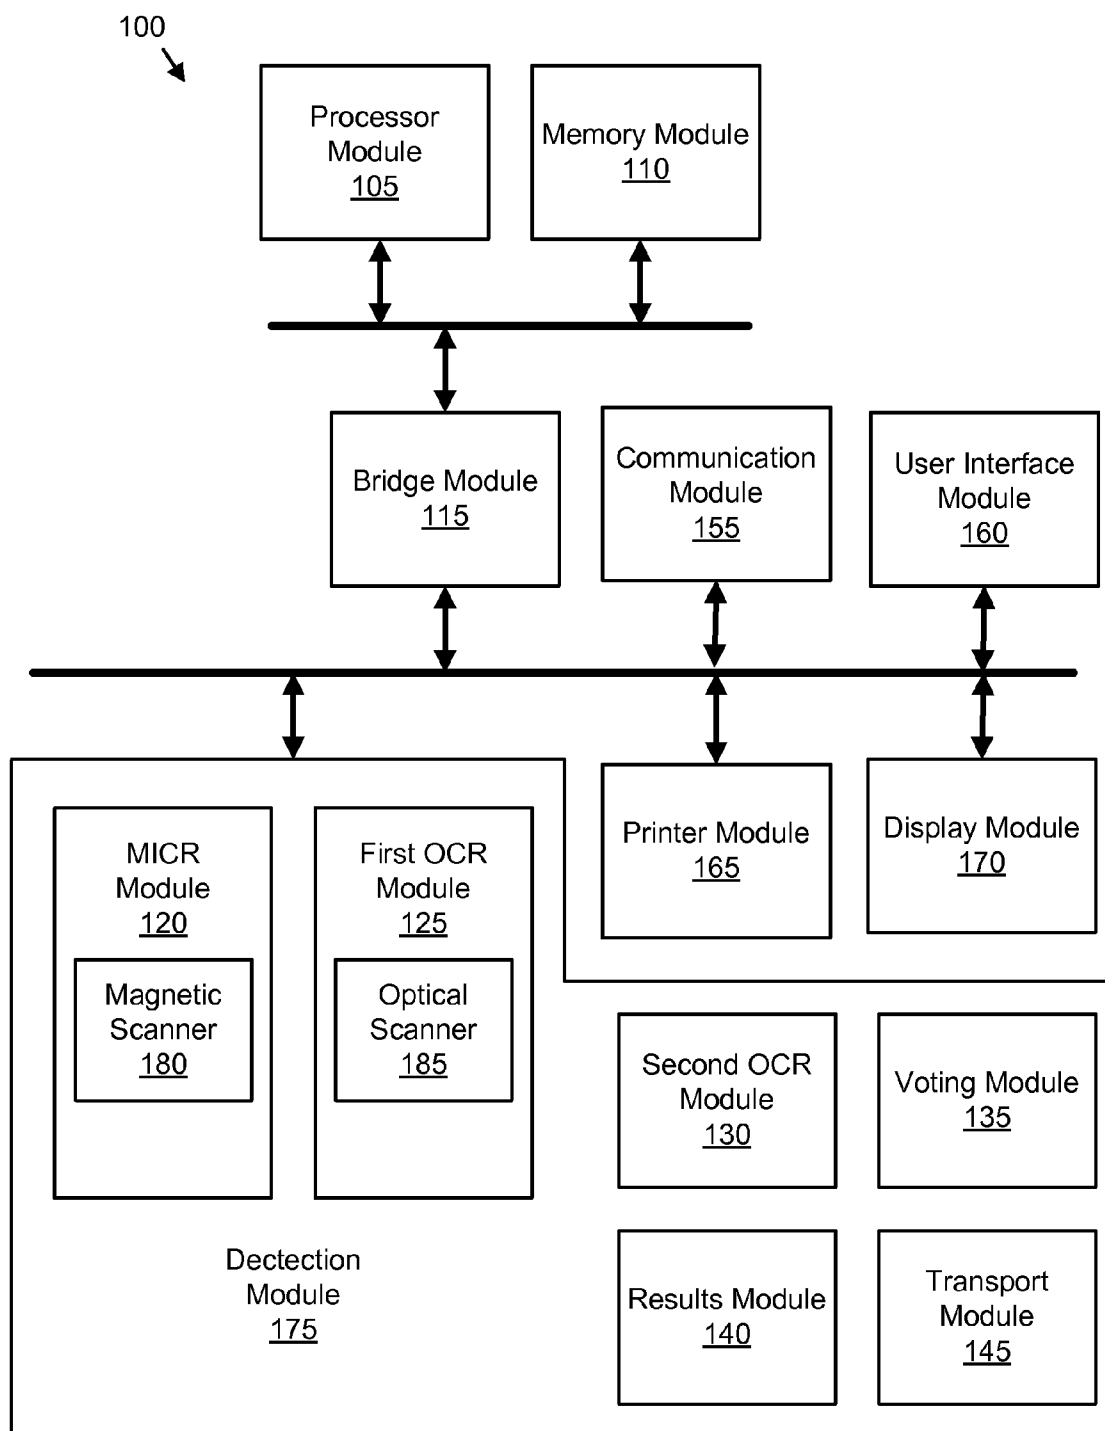 100
Processor
Module
105
Memory Module
110
Bridge Module
115
Communication
Module
155
User Interface
Module
160
MICR
Module
120
Magnetic
Scanner
180
First OCR
Module
125
Optical
Scanner
185
Printer Module
165
Display Module
170
Second OCR
Module
130
Voting Module
135
Dectection
Module
175
Results Module
140
Transport
Module
145